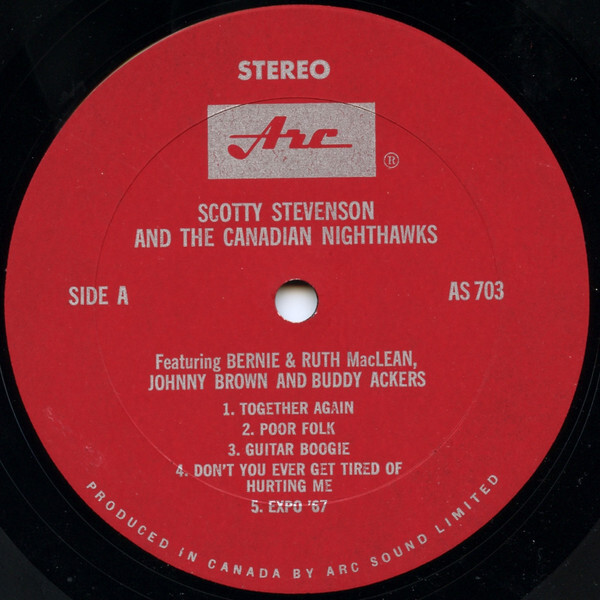 STEREO
Arc
®
SCOTTY STEVENSON
AND THE CANADIAN NIGHTHAWKS
SIDE A
AS 703
Featuring BERNIE & RUTH MacLEAN,
JOHNNY BROWN AND BUDDY ACKERS
1. TOGETHER AGAIN
2. POOR FOLK
3. GUITAR BOOGIE
4. DON'T YOU EVER GET TIRED OF
HURTING ME
5. EXPO '67
PRODUCED IN CANADA BY ARC SOUND LIMITED